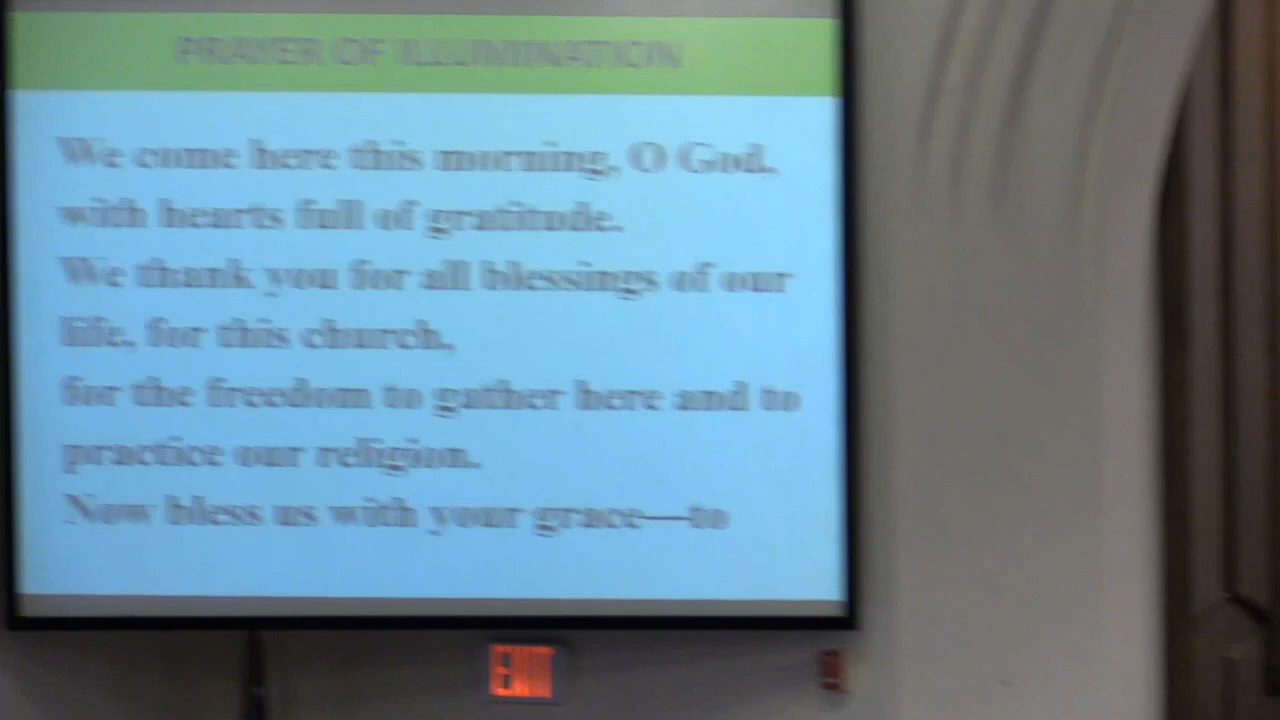 PRAYER OF ILLUMINATION
We come here this morning, O God,
with hearts full of gratitude.
We thank you for all blessings of our
life, for this church,
for the freedom to gather here and to
practice our religion.
Now bless us with your grace—to
EXIT